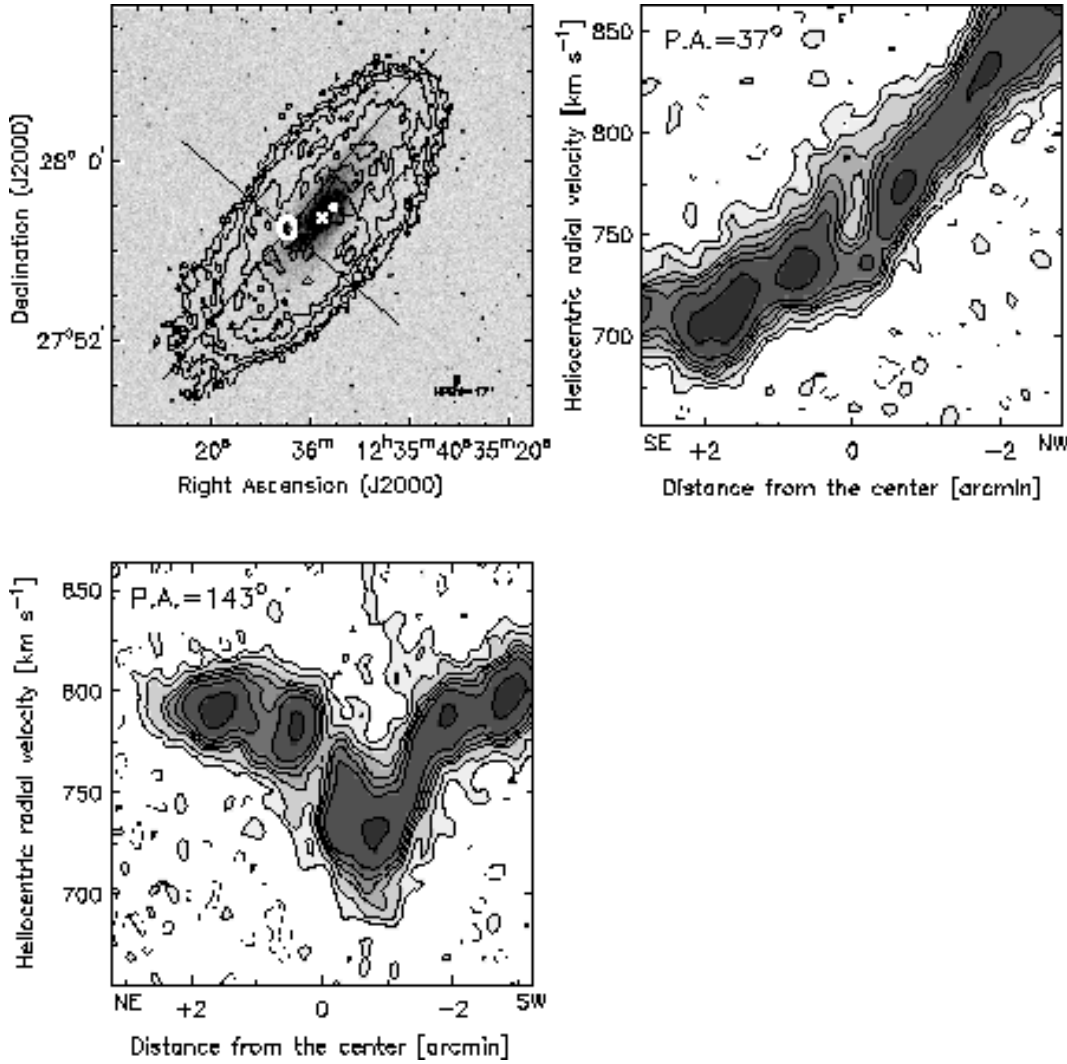 Declination (J2000)
28° 0'
27°52'
20ˢ 36ᵐ 12ʰ35ᵐ40ˢ35ᵐ20ˢ
Right Ascension (J2000)
P.A.=37°
Heliocentric radial velocity [km s⁻¹]
850
800
750
700
SE +2 0 −2 NW
Distance from the center [arcmin]
P.A.=143°
Heliocentric radial velocity [km s⁻¹]
850
800
750
700
NE +2 0 −2 SW
Distance from the center [arcmin]